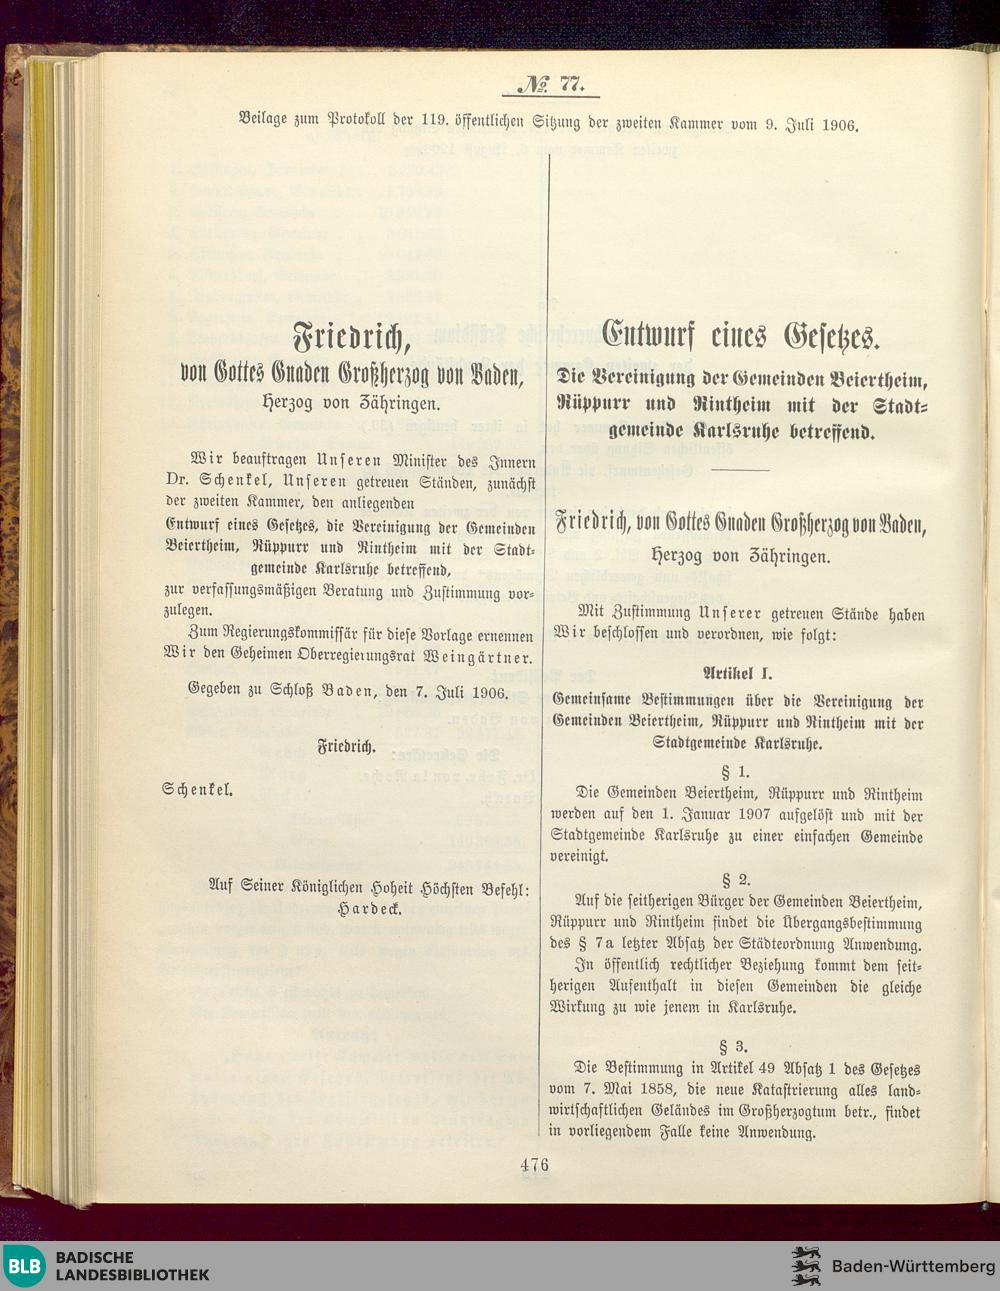 № 77.
Beilage zum Protokoll der 119. öffentlichen Sitzung der zweiten Kammer vom 9. Juli 1906.
Friedrich,
von Gottes Gnaden Großherzog von Baden,
Herzog von Zähringen.
Wir beauftragen Unseren Minister des Innern
Dr. Schenkel, Unseren getreuen Ständen, zunächst
der zweiten Kammer, den anliegenden
Entwurf eines Gesetzes, die Vereinigung der Gemeinden
Beiertheim, Rüppurr und Rintheim mit der Stadt-
gemeinde Karlsruhe betreffend,
zur verfassungsmäßigen Beratung und Zustimmung vor-
zulegen.
Zum Regierungskommissär für diese Vorlage ernennen
Wir den Geheimen Oberregierungsrat Weingärtner.
Gegeben zu Schloß Baden, den 7. Juli 1906.
Friedrich.
Schenkel.
Auf Seiner Königlichen Hoheit Höchsten Befehl:
Hardeck.
Entwurf eines Gesetzes.
Die Vereinigung der Gemeinden Beiertheim,
Rüppurr und Rintheim mit der Stadt-
gemeinde Karlsruhe betreffend.
Friedrich, von Gottes Gnaden Großherzog von Baden,
Herzog von Zähringen.
Mit Zustimmung Unserer getreuen Stände haben
Wir beschlossen und verordnen, wie folgt:
Artikel I.
Gemeinsame Bestimmungen über die Vereinigung der
Gemeinden Beiertheim, Rüppurr und Rintheim mit der
Stadtgemeinde Karlsruhe.
§ 1.
Die Gemeinden Beiertheim, Rüppurr und Rintheim
werden auf den 1. Januar 1907 aufgelöst und mit der
Stadtgemeinde Karlsruhe zu einer einfachen Gemeinde
vereinigt.
§ 2.
Auf die seitherigen Bürger der Gemeinden Beiertheim,
Rüppurr und Rintheim findet die Übergangsbestimmung
des § 7a letzter Absatz der Städteordnung Anwendung.
In öffentlich rechtlicher Beziehung kommt dem seit-
herigen Aufenthalt in diesen Gemeinden die gleiche
Wirkung zu wie jenem in Karlsruhe.
§ 3.
Die Bestimmung in Artikel 49 Absatz 1 des Gesetzes
vom 7. Mai 1858, die neue Katastrierung alles land-
wirtschaftlichen Geländes im Großherzogtum betr., findet
in vorliegendem Falle keine Anwendung.
476
BLB BADISCHE
LANDESBIBLIOTHEK
Baden-Württemberg